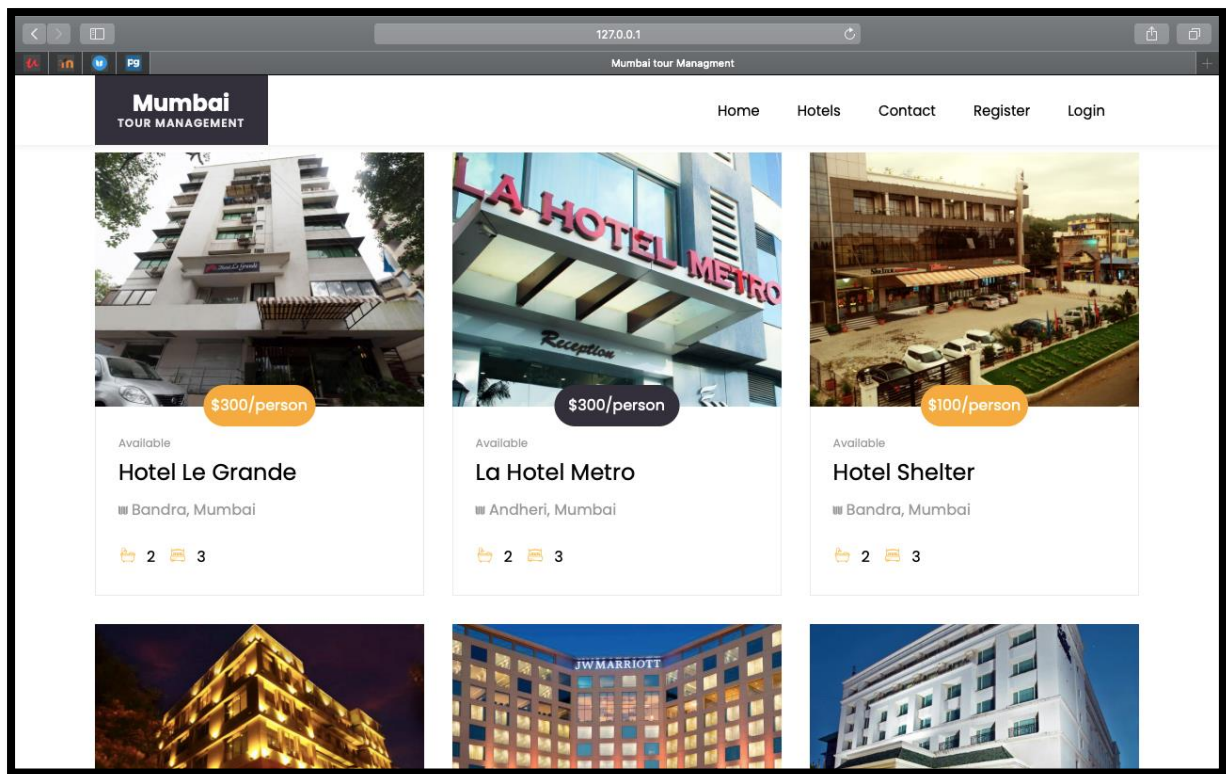 127.0.0.1
in
Pg
Mumbai tour Managment
Mumbai
TOUR MANAGEMENT
Home
Hotels
Contact
Register
Login
LA HOTEL METRO
Reception
$300/person
$300/person
$100/person
Available
Hotel Le Grande
Bandra, Mumbai
2 3
Available
La Hotel Metro
Andheri, Mumbai
2 3
Available
Hotel Shelter
Bandra, Mumbai
2 3
JW MARRIOTT